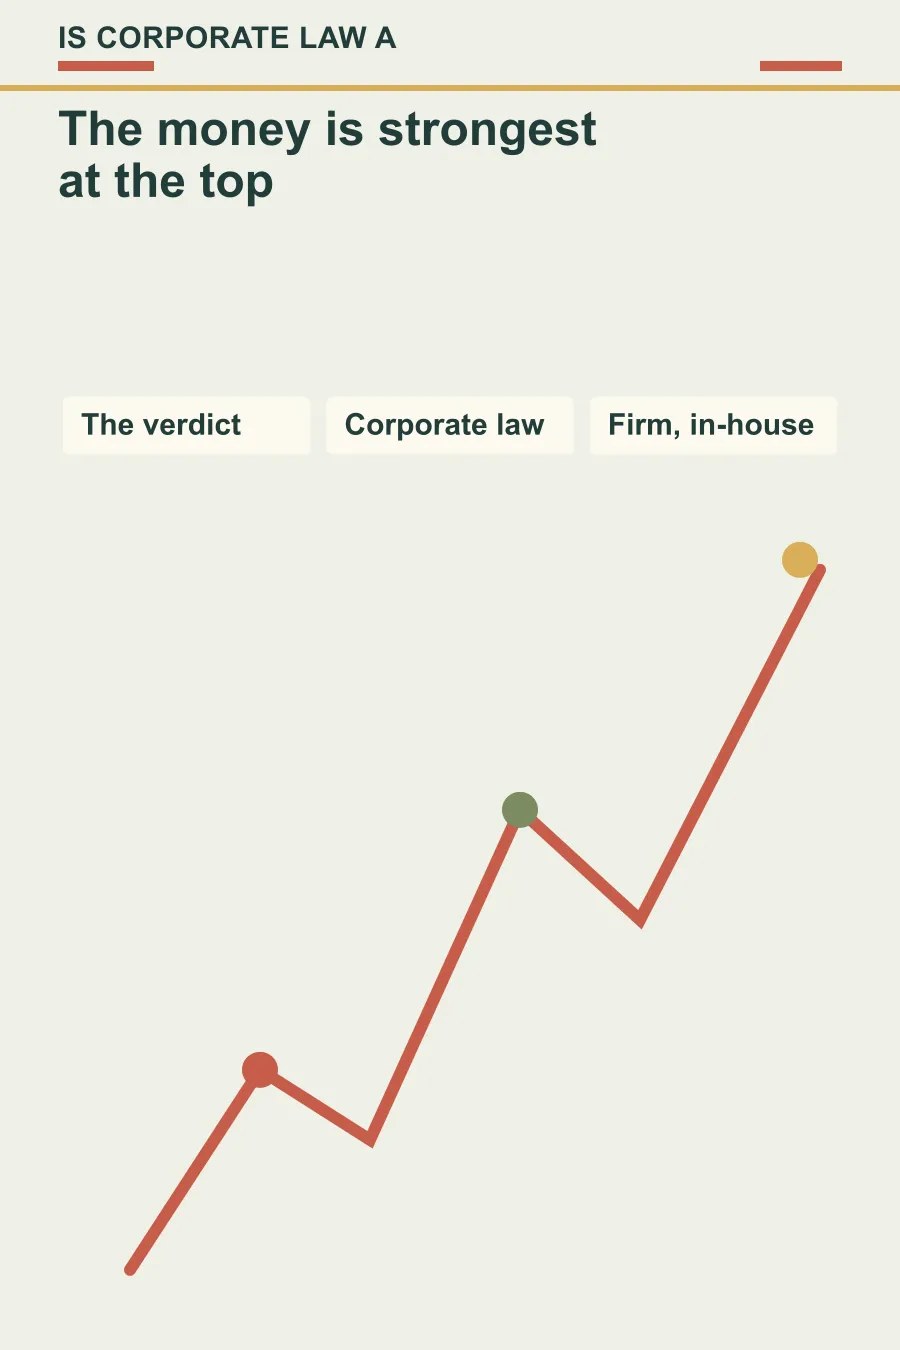 IS CORPORATE LAW A
The money is strongest
at the top
The verdict
Corporate law
Firm, in-house